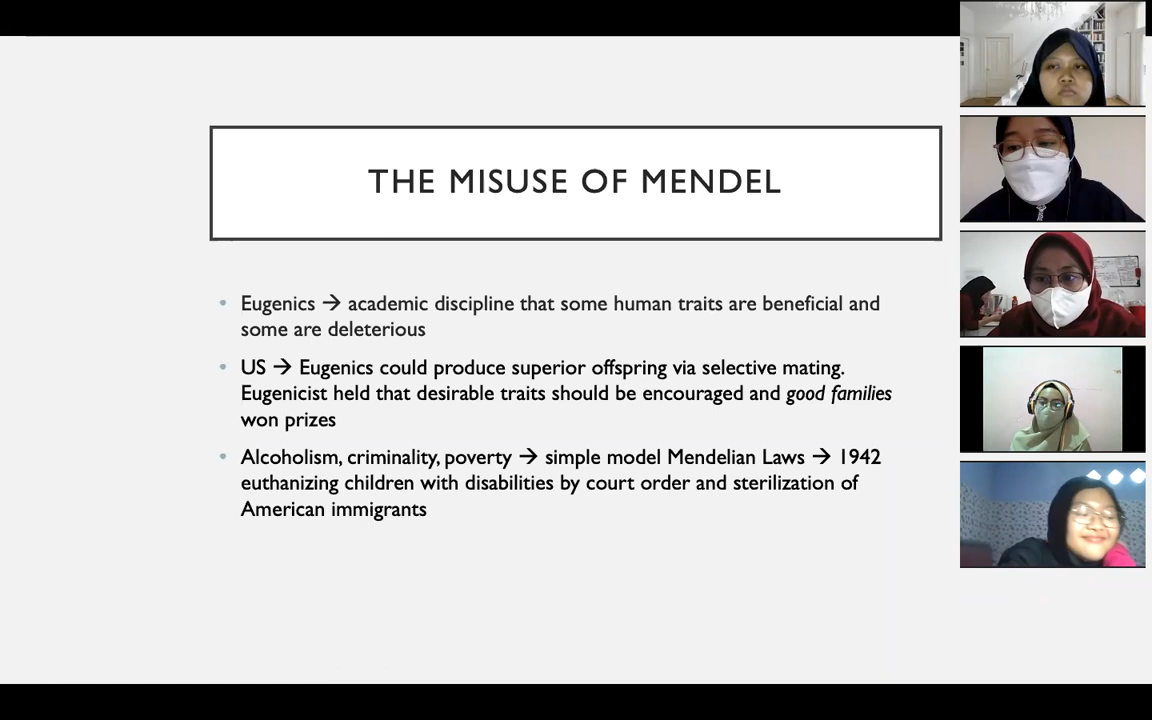 THE MISUSE OF MENDEL
• Eugenics → academic discipline that some human traits are beneficial and
some are deleterious
• US → Eugenics could produce superior offspring via selective mating.
Eugenicist held that desirable traits should be encouraged and good families
won prizes
• Alcoholism, criminality, poverty → simple model Mendelian Laws → 1942
euthanizing children with disabilities by court order and sterilization of
American immigrants